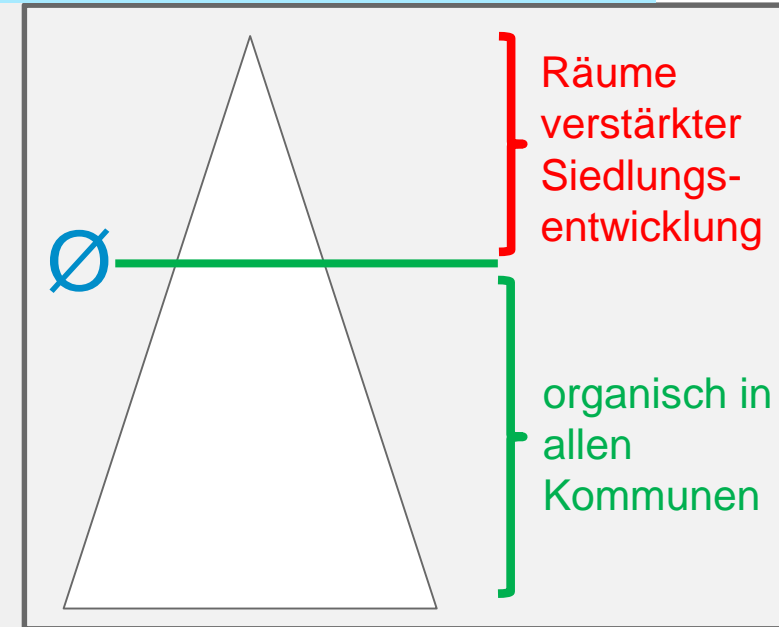 Räume
verstärkter
Siedlungs-
entwicklung
Ø
organisch in
allen
Kommunen